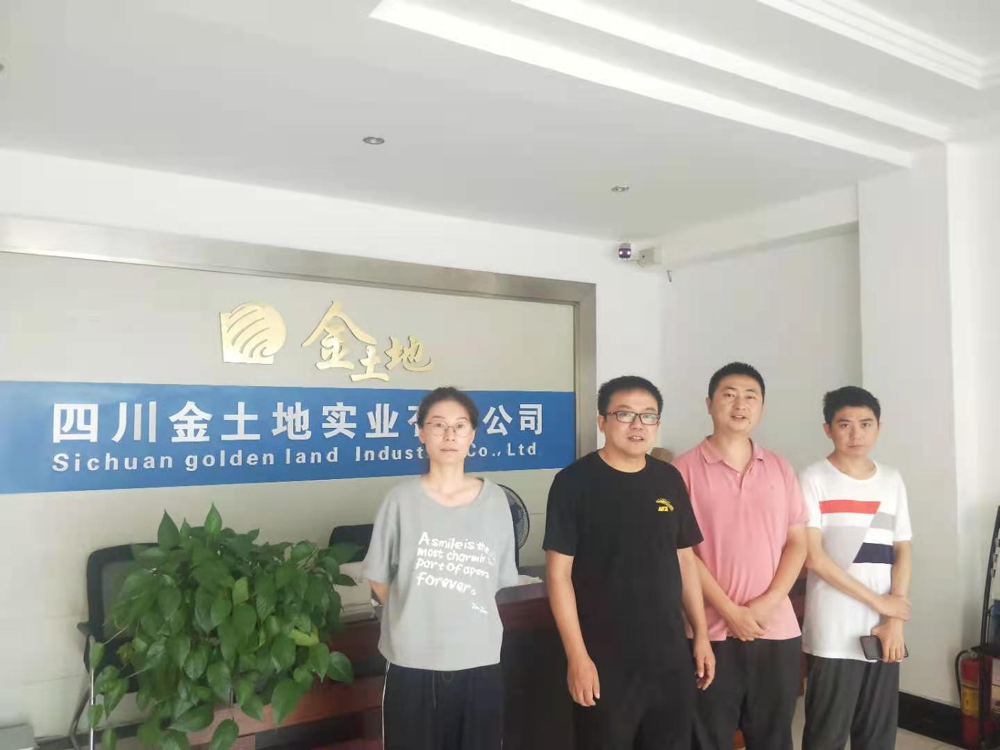 金土地
四川金土地实业有 公司
Sichuan golden land Indust Co.,Ltd
A smile is the
most charmin
part of a pers
forever.